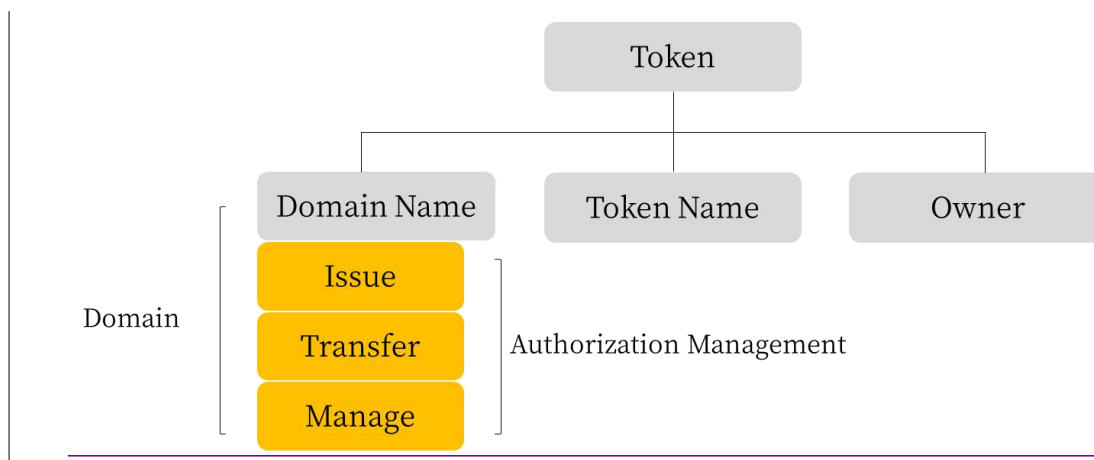 Token
Domain Name
Token Name
Owner
Issue
Domain
Transfer
Authorization Management
Manage